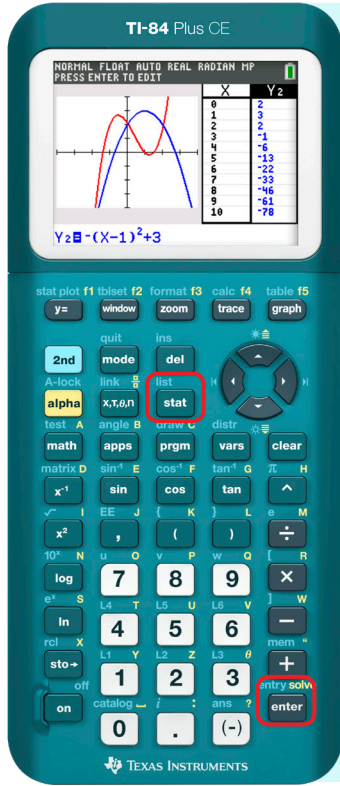 TI-84 Plus CE
NORMAL FLOAT AUTO REAL RADIAN MP
PRESS ENTER TO EDIT
X Y2
0 2
1 3
2 2
3 -1
4 -6
5 -13
6 -22
7 -33
8 -46
9 -61
10 -78
Y2=-(X-1)²+3
stat plot f1 tblset f2 format f3 calc f4 table f5
y= window zoom trace graph
quit ins
2nd mode del
A-lock link list
alpha X,T,θ,n stat
test A angle B draw C distr
math apps prgm vars clear
matrix D sin⁻¹ E cos⁻¹ F tan⁻¹ G π H
x⁻¹ sin cos tan ^
√ I EE J { K } L e M
x² , ( ) ÷
10ˣ N u O v P w Q [ R
log 7 8 9 ×
eˣ S L4 T L5 U L6 V ] W
ln 4 5 6 −
rcl X L1 Y L2 Z L3 θ mem "
sto→ 1 2 3 +
off catalog i : ans ? entry solve
on 0 . (-) enter
TEXAS INSTRUMENTS